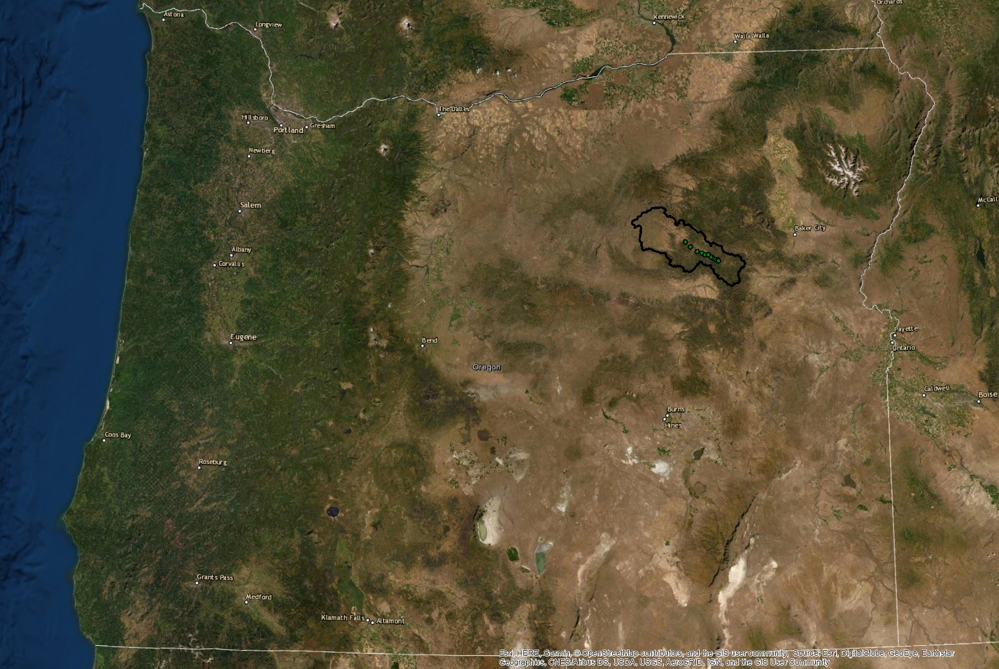 Orchards
Astoria
Longview
Kennewick
Walla Walla
The Dalles
Hillsboro
Portland
Gresham
Newberg
Salem
McCall
Baker City
Albany
Corvallis
Eugene
Bend
Payette
Ontario
Oregon
Caldwell
Boise
Burns
Hines
Coos Bay
Roseburg
Grants Pass
Medford
Klamath Falls
Altamont
Esri, HERE, Garmin, © OpenStreetMap contributors, and the GIS user community, Source: Esri, DigitalGlobe, GeoEye, Earthstar
Geographics, CNES/Airbus DS, USDA, USGS, AeroGRID, IGN, and the GIS User Community